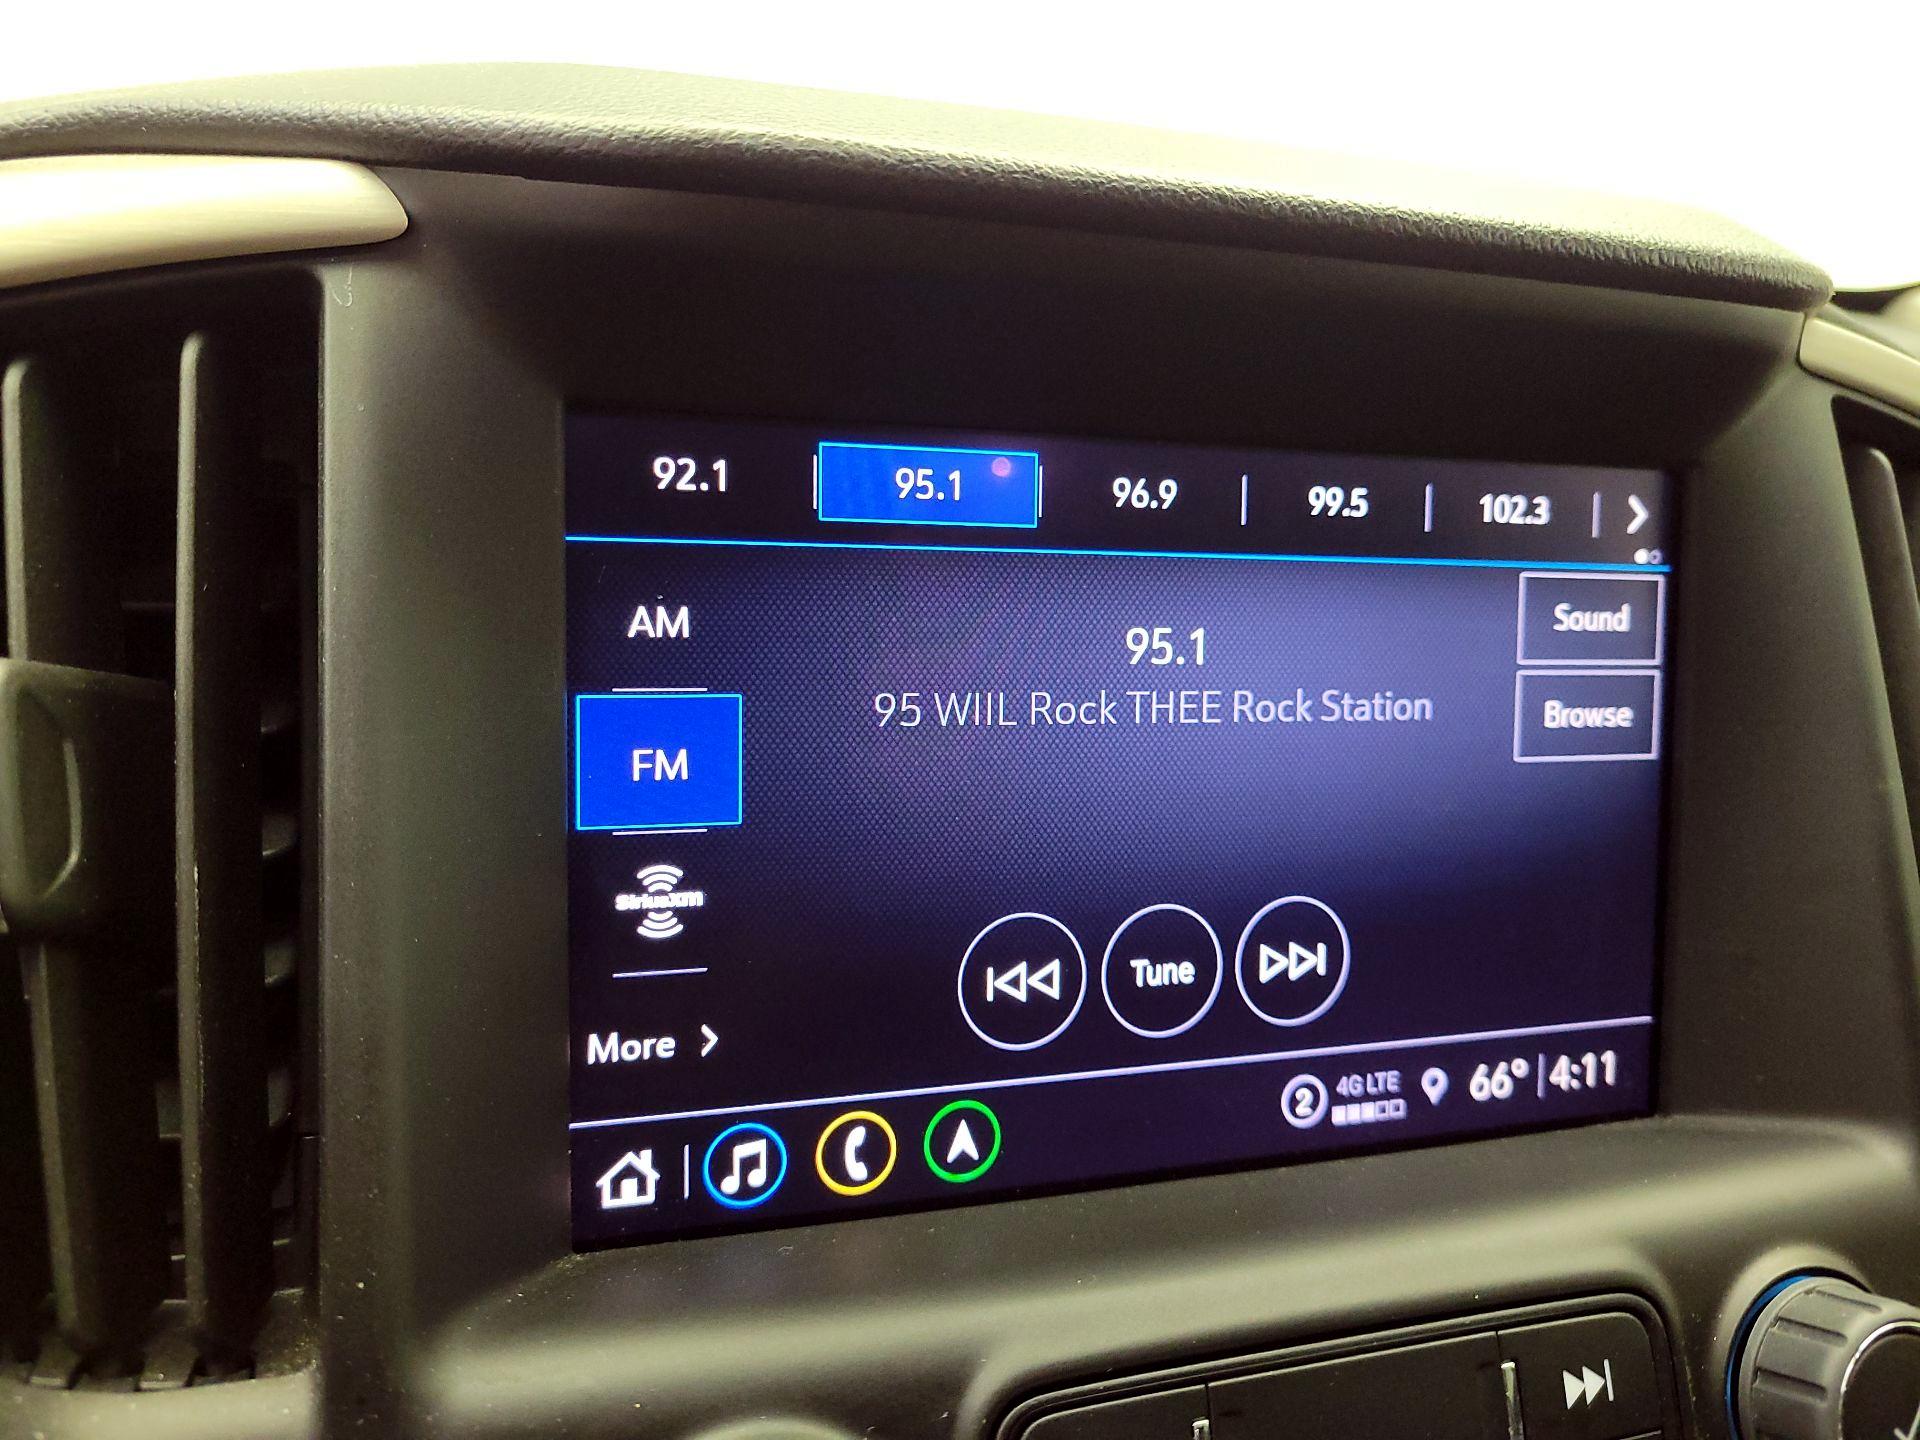 92.1 95.1 96.9 99.5 102.3
AM
FM
SiriusXM
More
95.1
95 WIIL Rock THEE Rock Station
Sound
Browse
Tune
2 4G LTE 66° 4:11